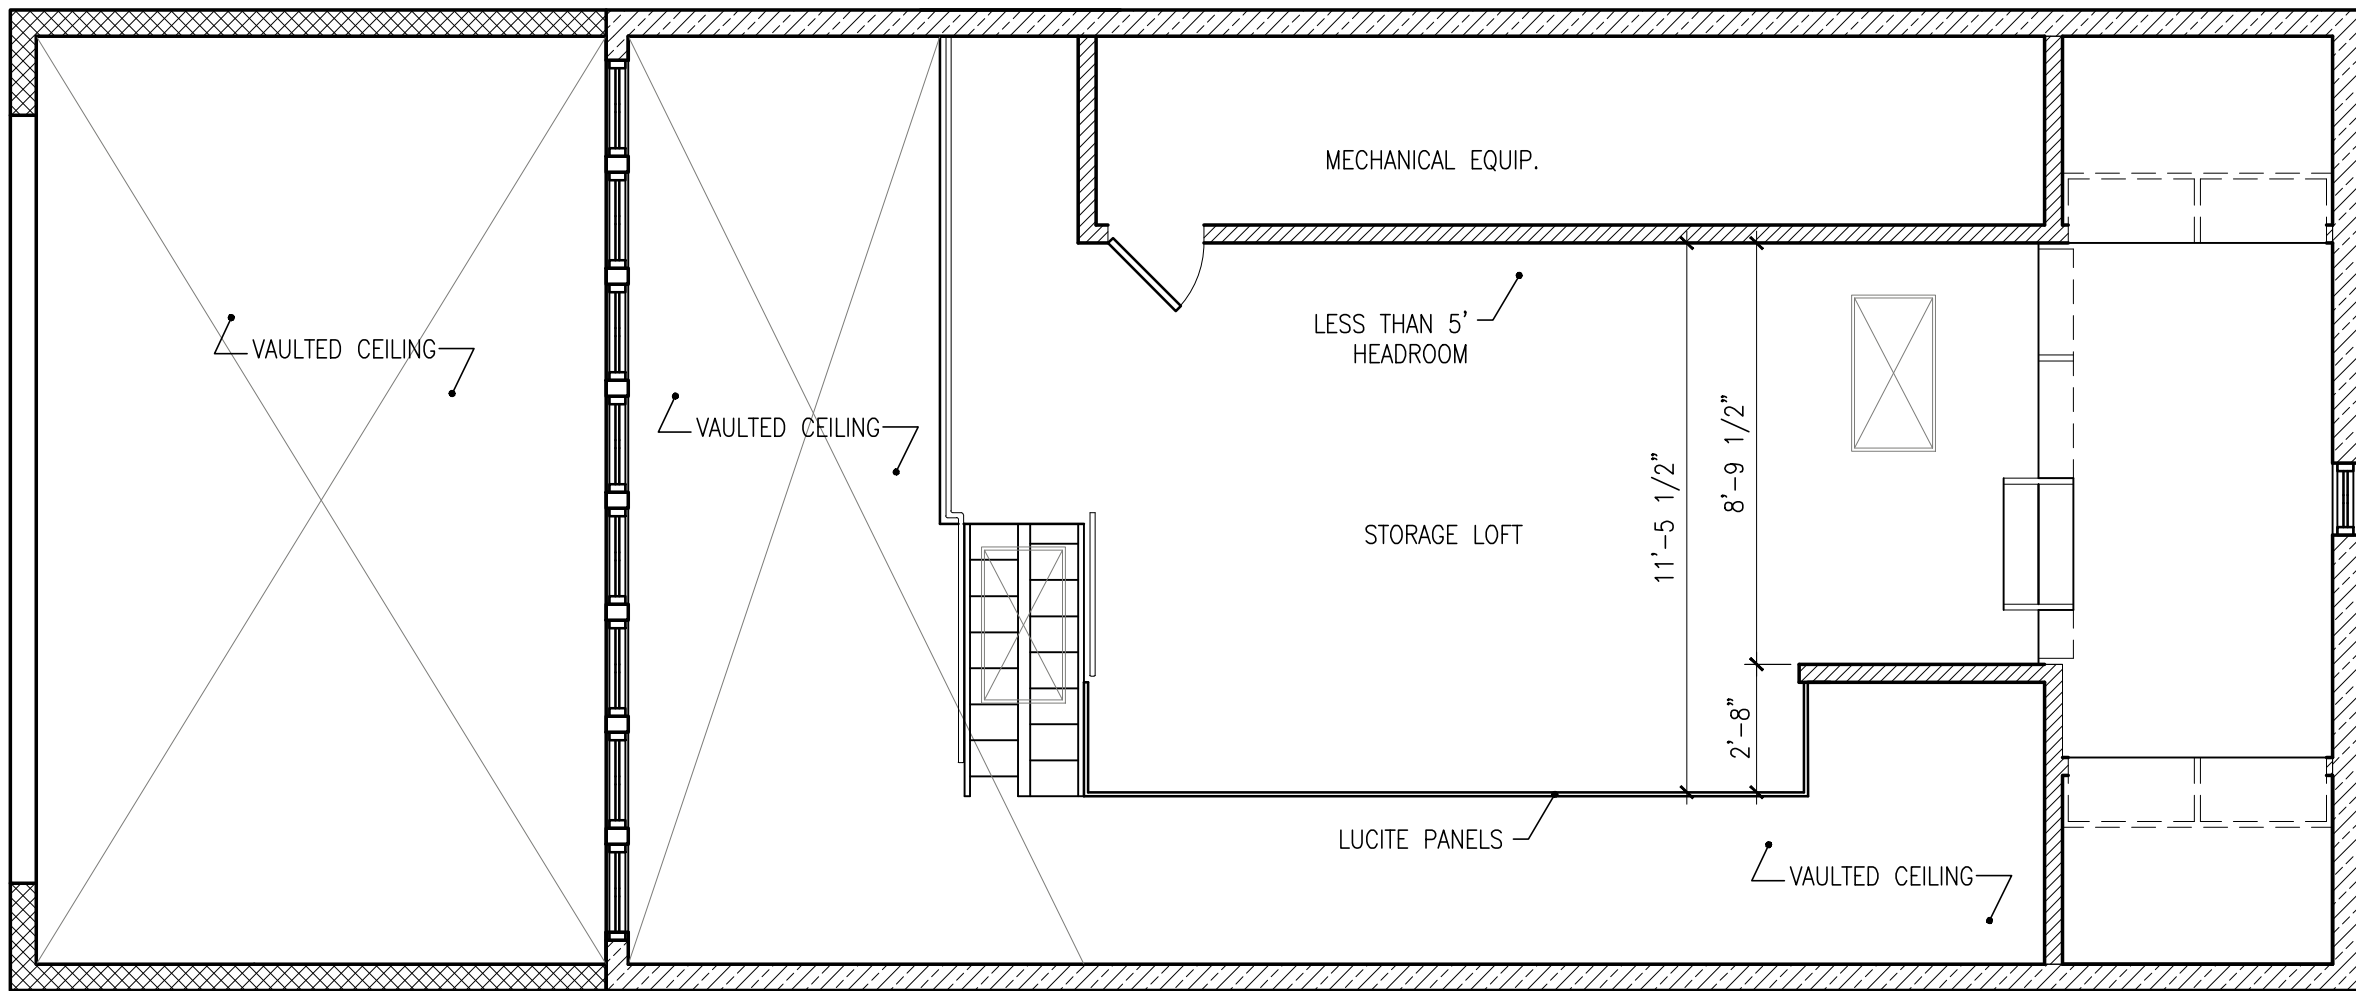 MECHANICAL EQUIP.
LESS THAN 5'
HEADROOM
VAULTED CEILING
VAULTED CEILING
8'-9 1/2"
11'-5 1/2"
STORAGE LOFT
2'-8"
LUCITE PANELS
VAULTED CEILING